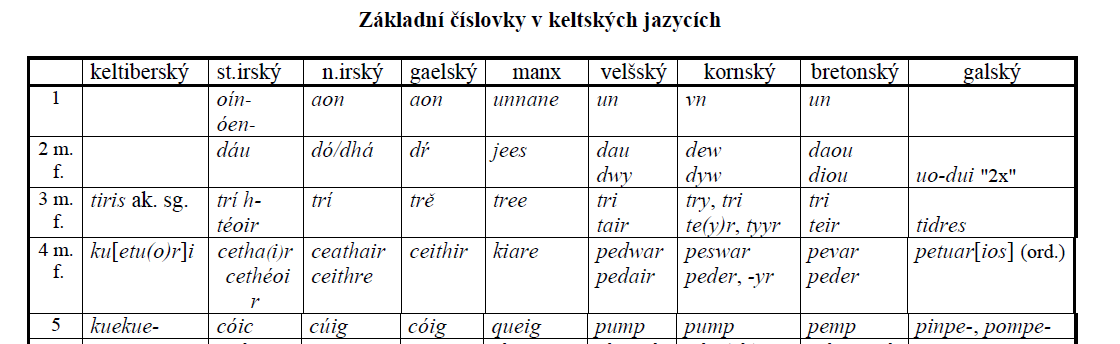 Základní číslovky v keltských jazycích
keltiberský st.irský n.irský gaelský manx velšský kornský bretonský galský
1 oín- aon aon unnane un vn un
óen-
2 m. dáu dó/dhá dŕ jees dau dew daou
f. dwy dyw diou uo-dui "2x"
3 m. tiris ak. sg. trí h- trí trě tree tri try, tri tri
f. téoir tair te(y)r, tyyr teir tidres
4 m. ku[etu(o)r]i cetha(i)r ceathair ceithir kiare pedwar peswar pevar petuar[ios] (ord.)
f. cethéoi ceithre pedair peder, -yr peder
r
5 kuekue- cóic cúig cóig queig pump pump pemp pinpe-, pompe-